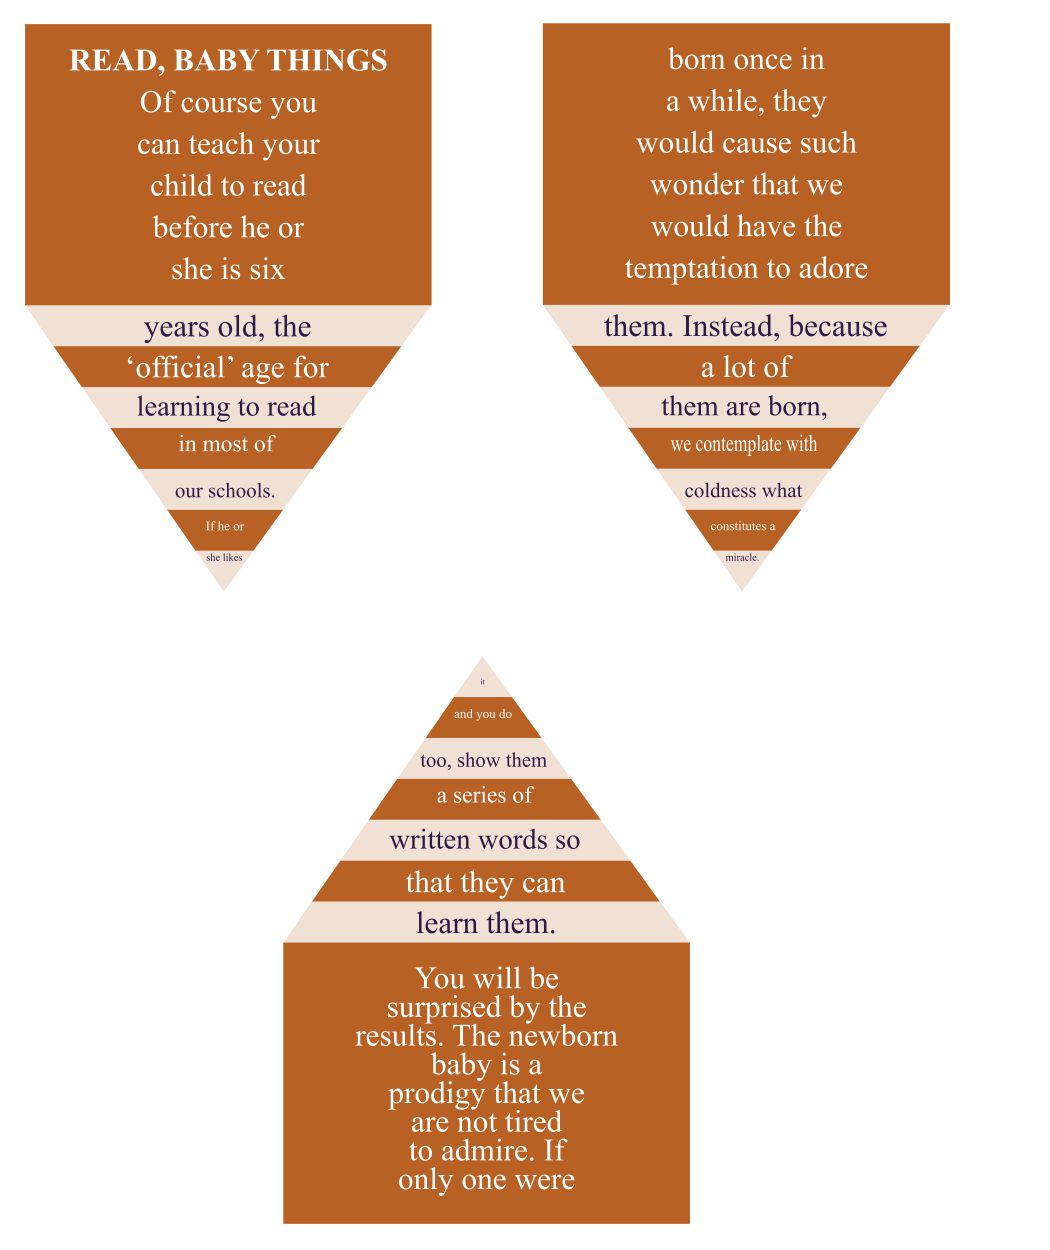 READ, BABY THINGS
Of course you
can teach your
child to read
before he or
she is six
years old, the
‘official’ age for
learning to read
in most of
our schools.
If he or
she likes
it
and you do
too, show them
a series of
written words so
that they can
learn them.
You will be
surprised by the
results. The newborn
baby is a
prodigy that we
are not tired
to admire. If
only one were
born once in
a while, they
would cause such
wonder that we
would have the
temptation to adore
them. Instead, because
a lot of
them are born,
we contemplate with
coldness what
constitutes a
miracle.